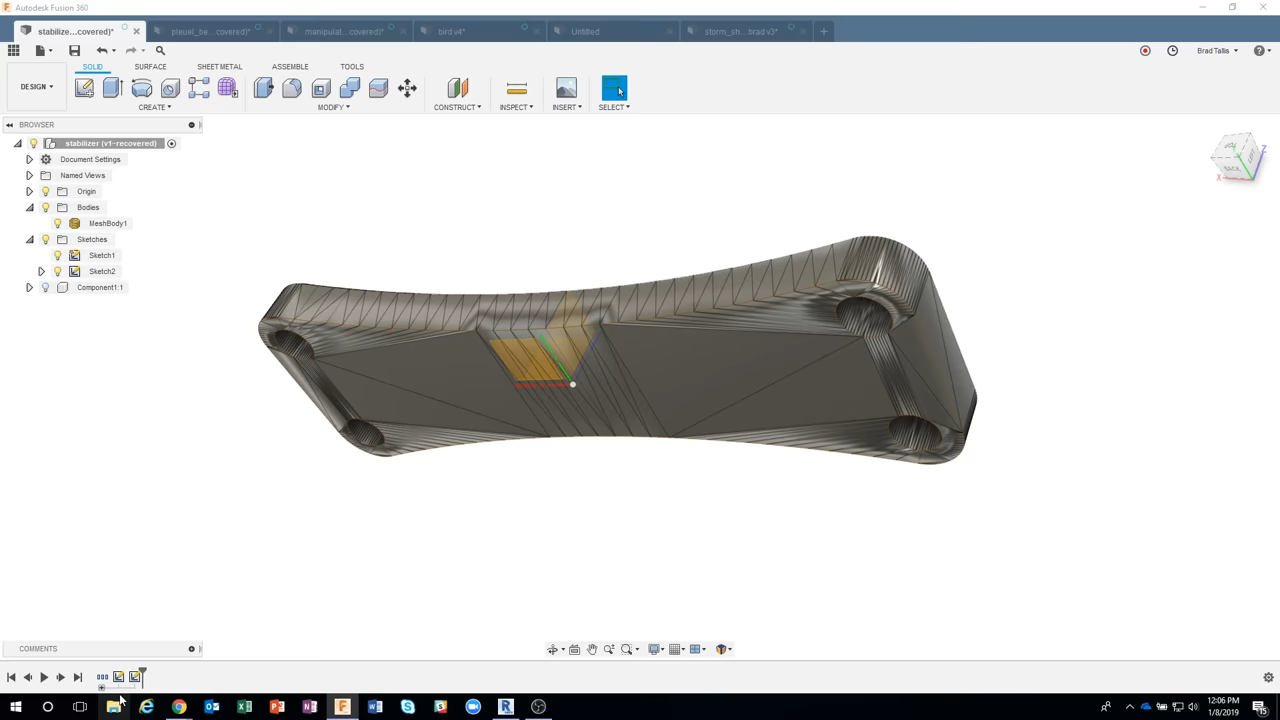 Autodesk Fusion 360
stabilize...covered)*
pleuel_be...covered)*
manipulat...covered)*
bird v4*
Untitled
storm_sh...brad v3*
Brad Tallis
SOLID
SURFACE
SHEET METAL
ASSEMBLE
TOOLS
DESIGN
CREATE
MODIFY
CONSTRUCT
INSPECT
INSERT
SELECT
BROWSER
stabilizer (v1~recovered)
Document Settings
Named Views
Origin
Bodies
MeshBody1
Sketches
Sketch1
Sketch2
Component1:1
BACK
X
Z
COMMENTS
12:06 PM
1/8/2019
15